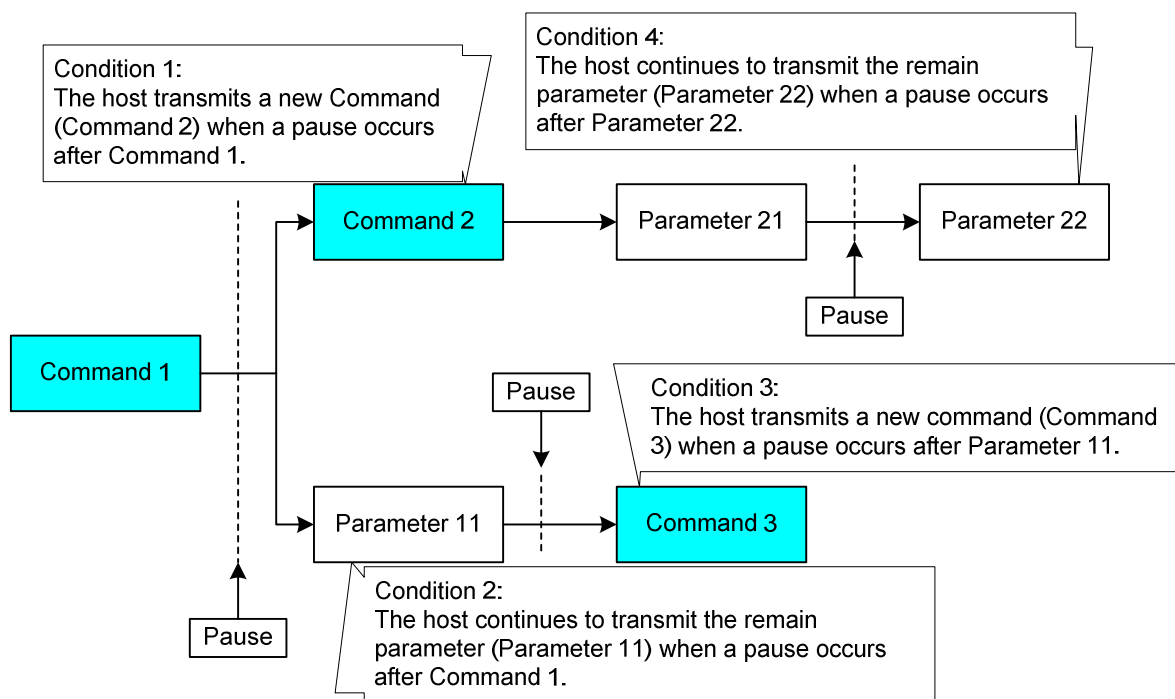 Condition 1:
The host transmits a new Command
(Command 2) when a pause occurs
after Command 1.
Condition 4:
The host continues to transmit the remain
parameter (Parameter 22) when a pause occurs
after Parameter 22.
Command 2
Parameter 21
Parameter 22
Pause
Command 1
Pause
Condition 3:
The host transmits a new command (Command
3) when a pause occurs after Parameter 11.
Parameter 11
Command 3
Pause
Condition 2:
The host continues to transmit the remain
parameter (Parameter 11) when a pause occurs
after Command 1.